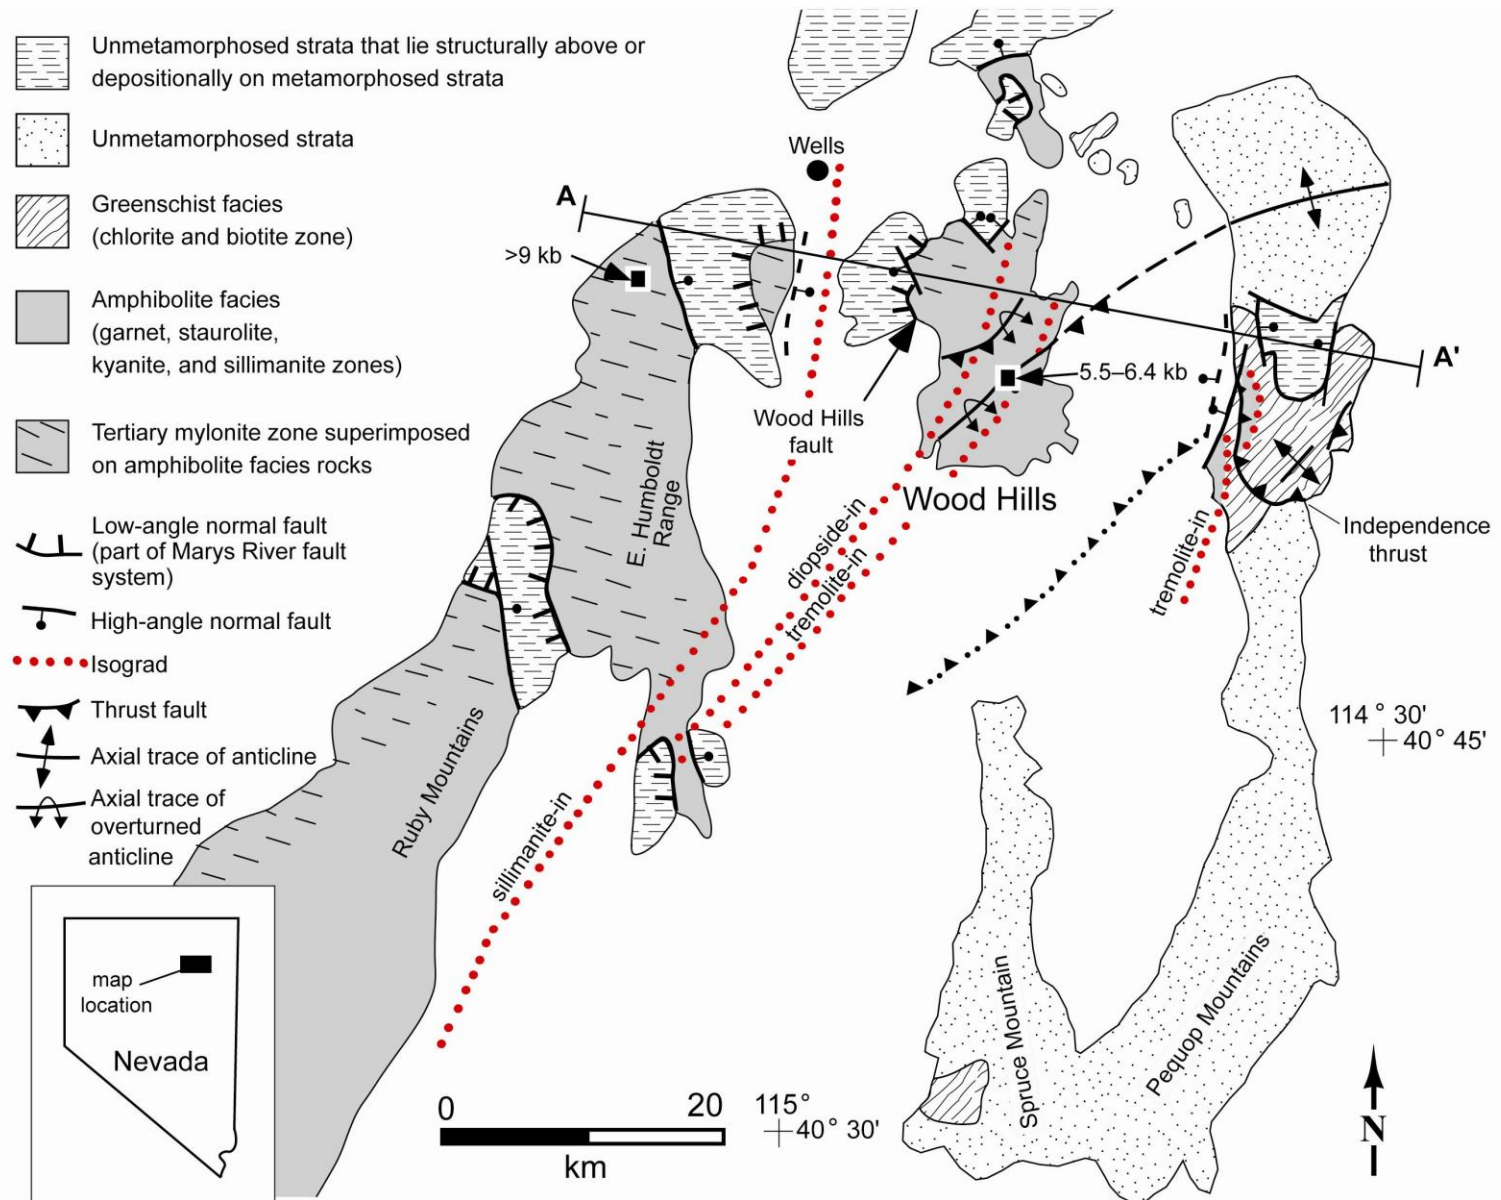 Unmetamorphosed strata that lie structurally above or
depositionally on metamorphosed strata
Unmetamorphosed strata
Greenschist facies
(chlorite and biotite zone)
Amphibolite facies
(garnet, staurolite,
kyanite, and sillimanite zones)
Tertiary mylonite zone superimposed
on amphibolite facies rocks
Low-angle normal fault
(part of Marys River fault
system)
High-angle normal fault
Isograd
Thrust fault
Axial trace of anticline
Axial trace of
overturned
anticline
map
location
Nevada
Wells
A
>9 kb
A'
5.5–6.4 kb
Wood Hills
fault
Wood Hills
E. Humboldt
Range
diopside-in
tremolite-in
tremolite-in
Independence
thrust
Ruby Mountains
sillimanite-in
114 ° 30'
40 ° 45'
Spruce Mountain
Pequop Mountains
0
20
km
115°
40 ° 30'
N